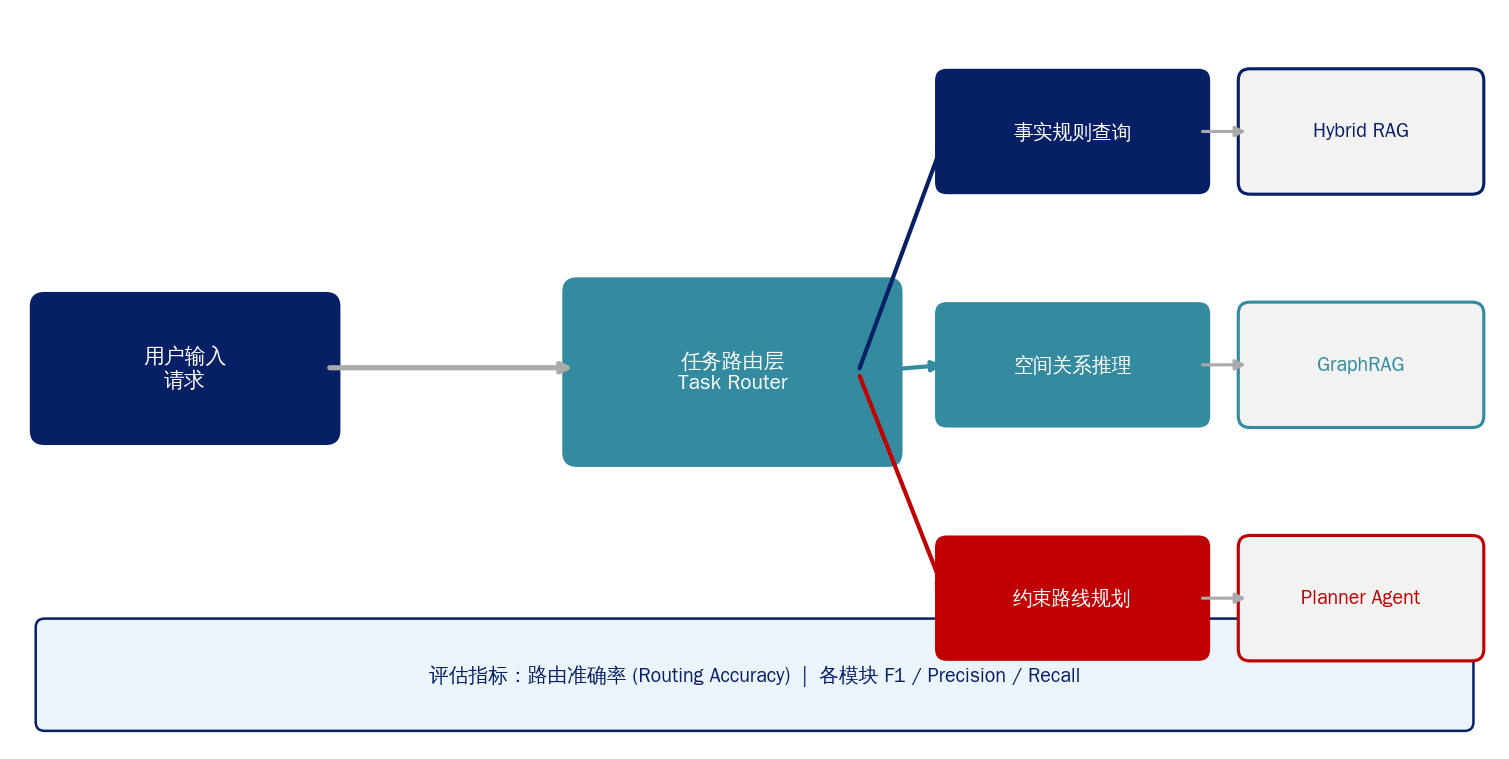 用户输入
请求
任务路由层
Task Router
事实规则查询
Hybrid RAG
空间关系推理
GraphRAG
约束路线规划
Planner Agent
评估指标：路由准确率 (Routing Accuracy) ｜ 各模块 F1 / Precision / Recall